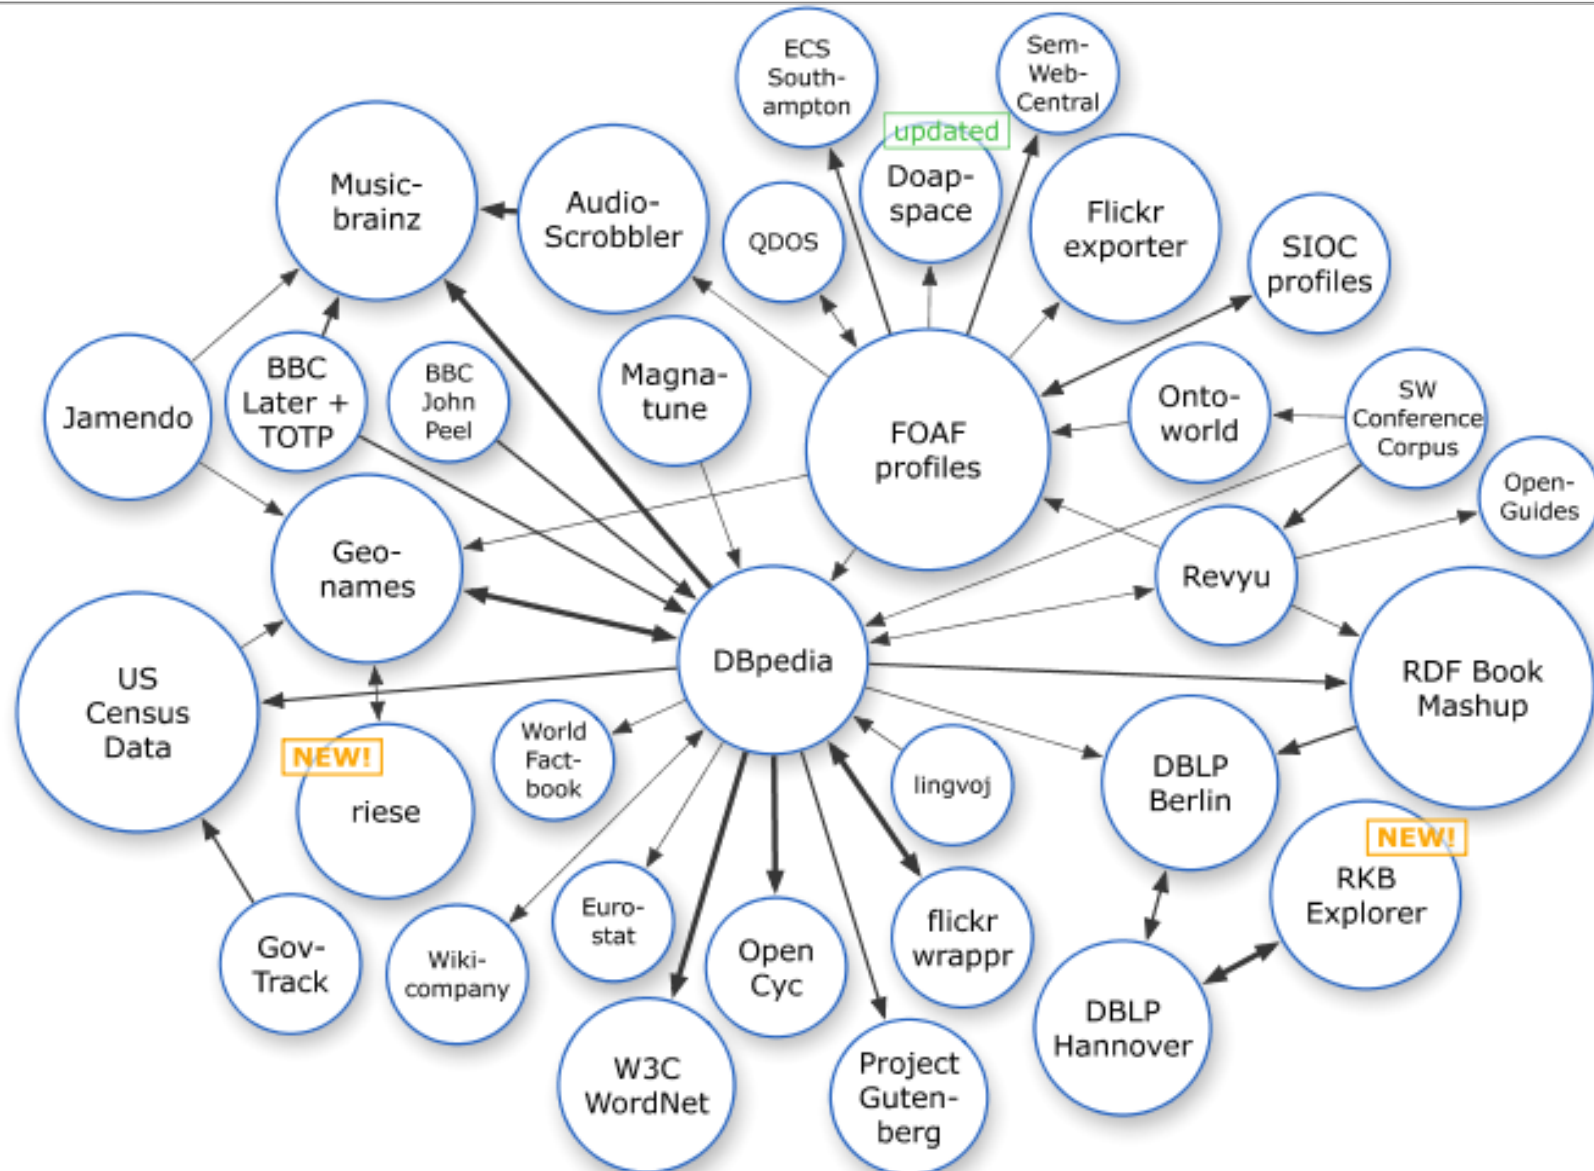 ECS
South-
ampton
Sem-
Web-
Central
updated
Doap-
space
Music-
brainz
Audio-
Scrobbler
QDOS
Flickr
exporter
SIOC
profiles
Jamendo
BBC
Later +
TOTP
BBC
John
Peel
Magna-
tune
FOAF
profiles
Onto-
world
SW
Conference
Corpus
Open-
Guides
Geo-
names
Revyu
US
Census
Data
DBpedia
RDF Book
Mashup
NEW!
riese
World
Fact-
book
lingvoj
DBLP
Berlin
NEW!
RKB
Explorer
Gov-
Track
Wiki-
company
Euro-
stat
Open
Cyc
flickr
wrappr
DBLP
Hannover
W3C
WordNet
Project
Guten-
berg